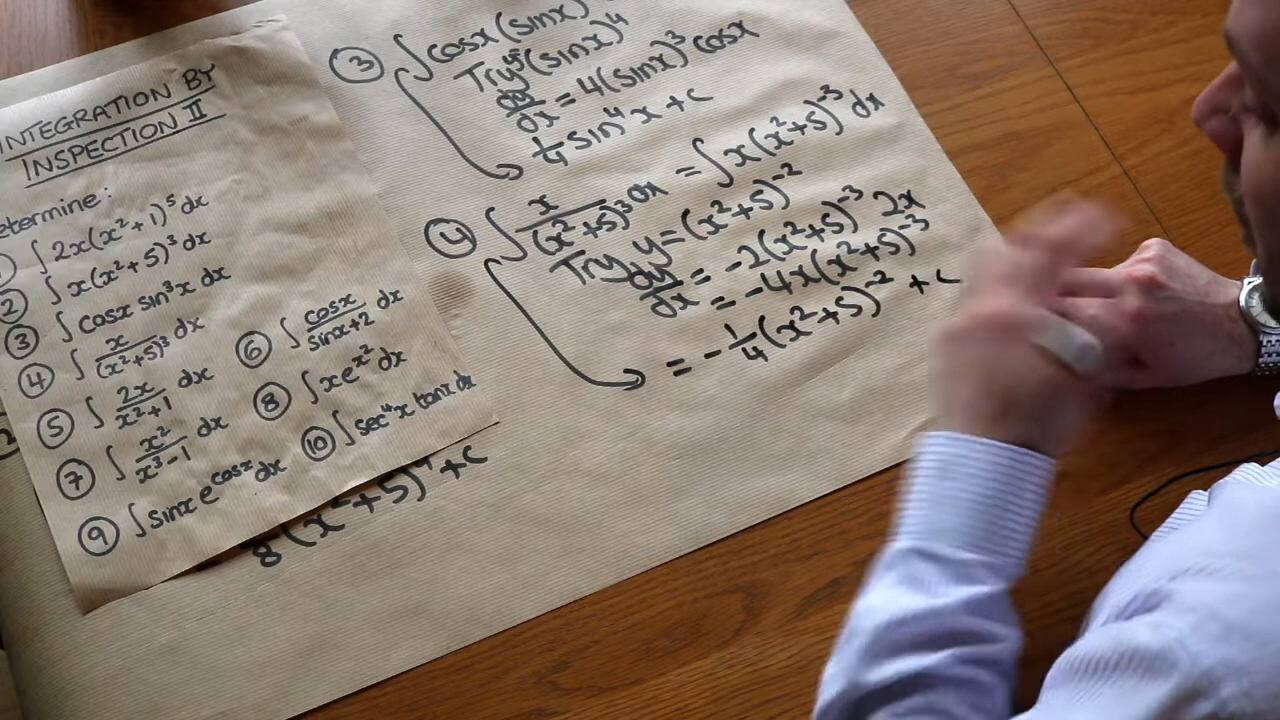 INTEGRATION BY
INSPECTION II
etermine:
∫ 2x(x²+1)⁵ dx
② ∫ x(x²+5)³ dx
③ ∫ cosx sin³x dx
④ ∫ x/(x²+5)³ dx
⑤ ∫ 2x/(x²+1) dx
⑥ ∫ cosx/(sinx+2) dx
⑦ ∫ x²/(x³-1) dx
⑧ ∫ xe^(x²) dx
⑨ ∫ sinx e^(cosx) dx
⑩ ∫ sec⁴x tanx dx
8(x²+5)⁴ + c
③ ∫ cosx(sinx)
Try y=(sinx)⁴
dy/dx = 4(sinx)³ cosx
¼ sin⁴x + c
④ ∫ x/(x²+5)³ dx = ∫ x(x²+5)⁻³ dx
Try y=(x²+5)⁻²
dy/dx = -2(x²+5)⁻³ 2x
= -4x(x²+5)⁻³
= -¼(x²+5)⁻² + c